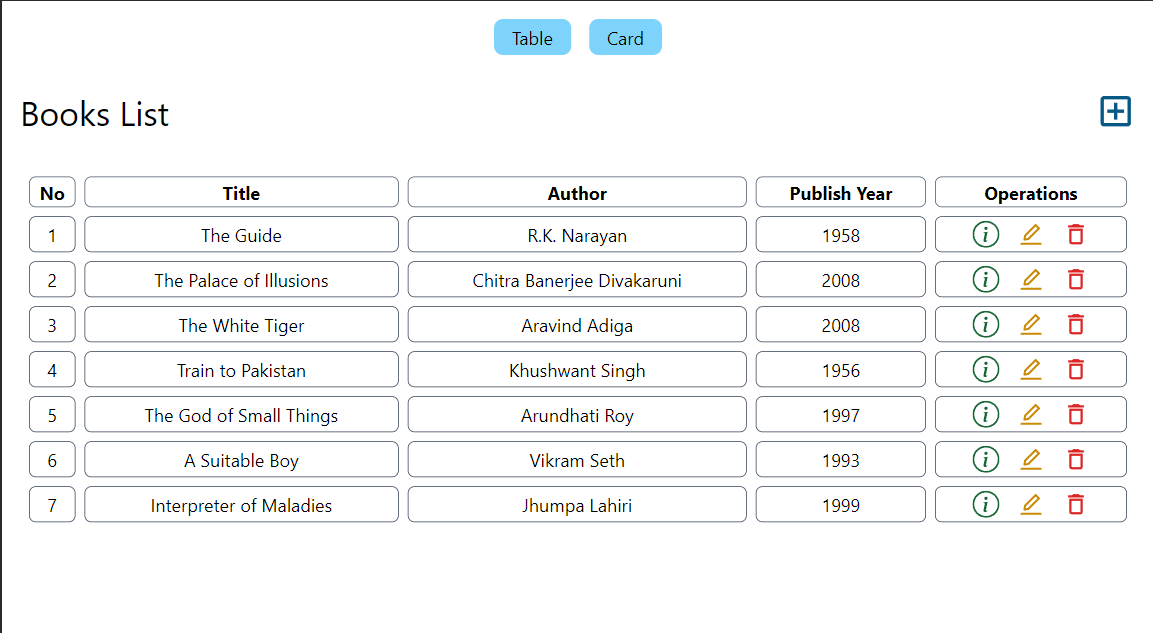 Table Card
Books List
No Title Author Publish Year Operations
1 The Guide R.K. Narayan 1958
2 The Palace of Illusions Chitra Banerjee Divakaruni 2008
3 The White Tiger Aravind Adiga 2008
4 Train to Pakistan Khushwant Singh 1956
5 The God of Small Things Arundhati Roy 1997
6 A Suitable Boy Vikram Seth 1993
7 Interpreter of Maladies Jhumpa Lahiri 1999